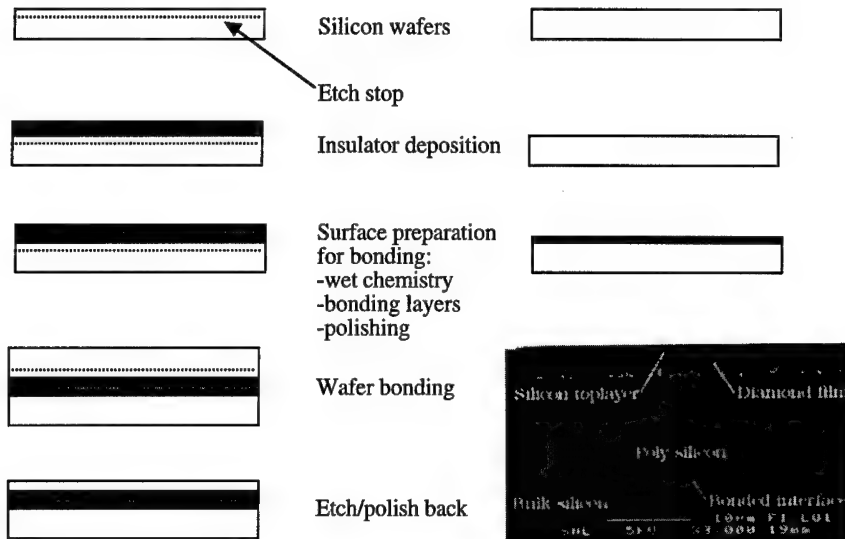 Silicon wafers
Etch stop
Insulator deposition
Surface preparation
for bonding:
-wet chemistry
-bonding layers
-polishing
Wafer bonding
Silicon toplayer
Diamond film
Poly silicon
Bulk silicon
Bonded interface
Etch/polish back